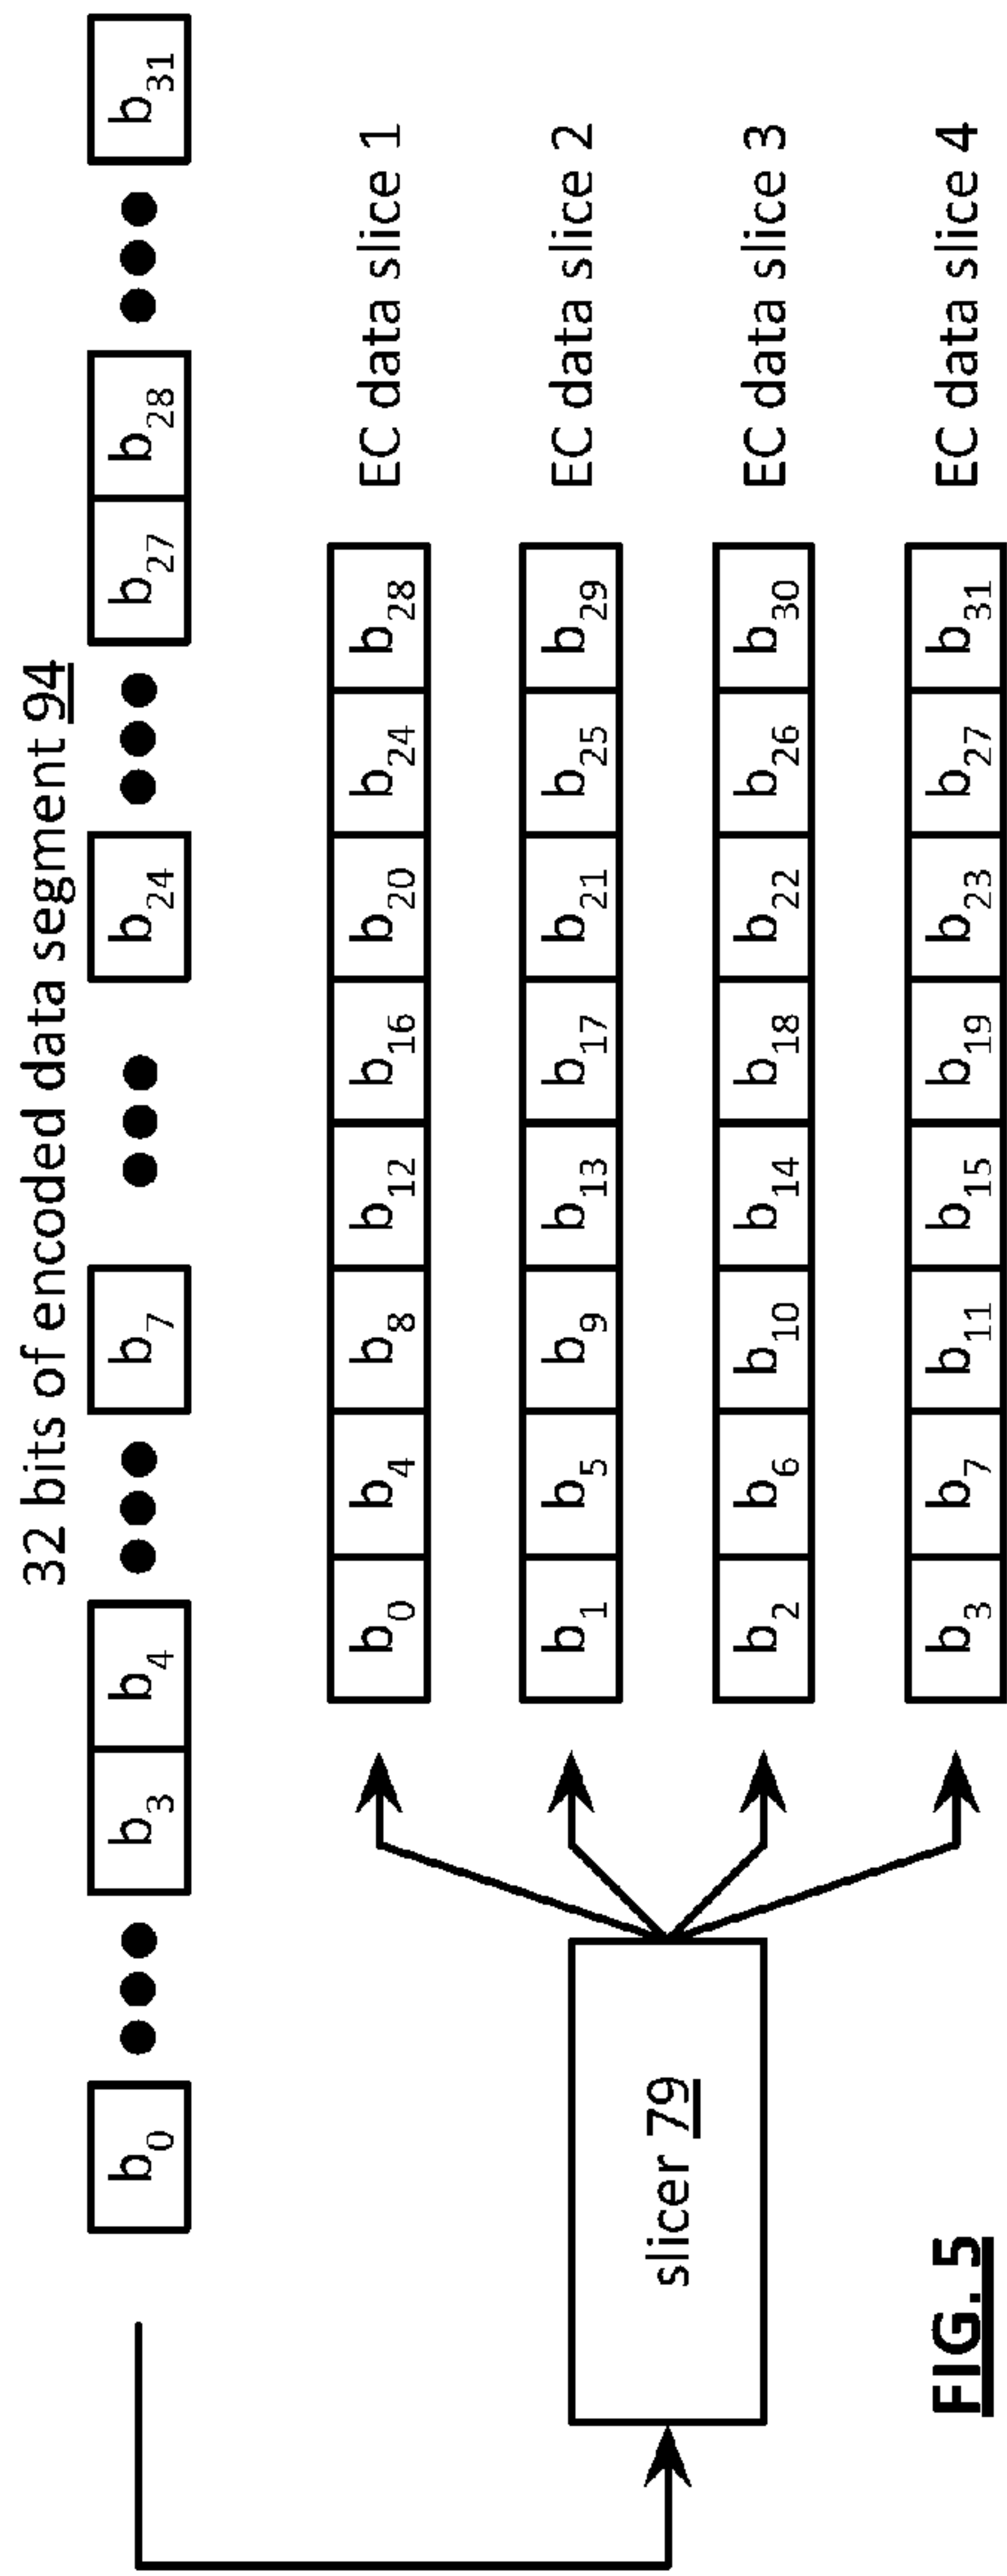 32 bits of encoded data segment 94
b0 ●●● b3 b4 ●●● b7 ●●● b24 ●●● b27 b28 ●●● b31
b0 b4 b8 b12 b16 b20 b24 b28 EC data slice 1
b1 b5 b9 b13 b17 b21 b25 b29 EC data slice 2
slicer 79
b2 b6 b10 b14 b18 b22 b26 b30 EC data slice 3
b3 b7 b11 b15 b19 b23 b27 b31 EC data slice 4
FIG. 5